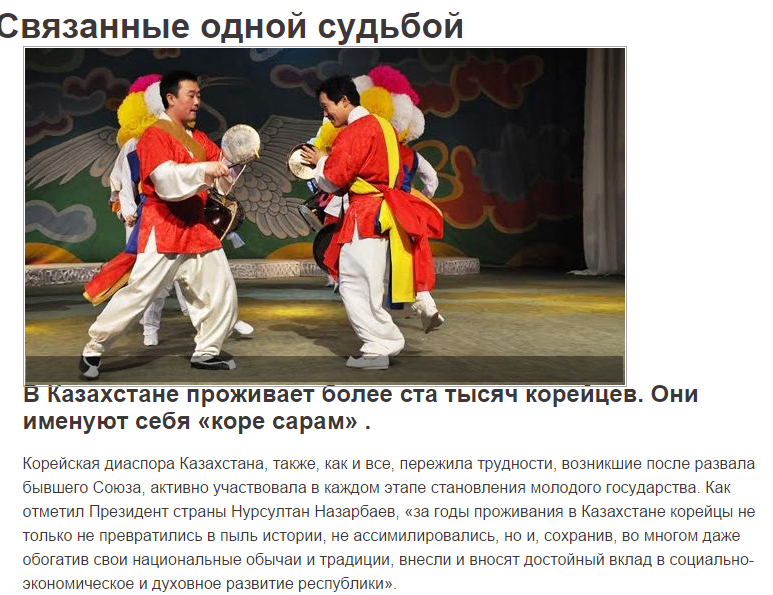 Связанные одной судьбой
В Казахстане проживает более ста тысяч корейцев. Они
именуют себя «коре сарам» .
Корейская диаспора Казахстана, также, как и все, пережила трудности, возникшие после развала
бывшего Союза, активно участвовала в каждом этапе становления молодого государства. Как
отметил Президент страны Нурсултан Назарбаев, «за годы проживания в Казахстане корейцы не
только не превратились в пыль истории, не ассимилировались, но и, сохранив, во многом даже
обогатив свои национальные обычаи и традиции, внесли и вносят достойный вклад в социально-
экономическое и духовное развитие республики».